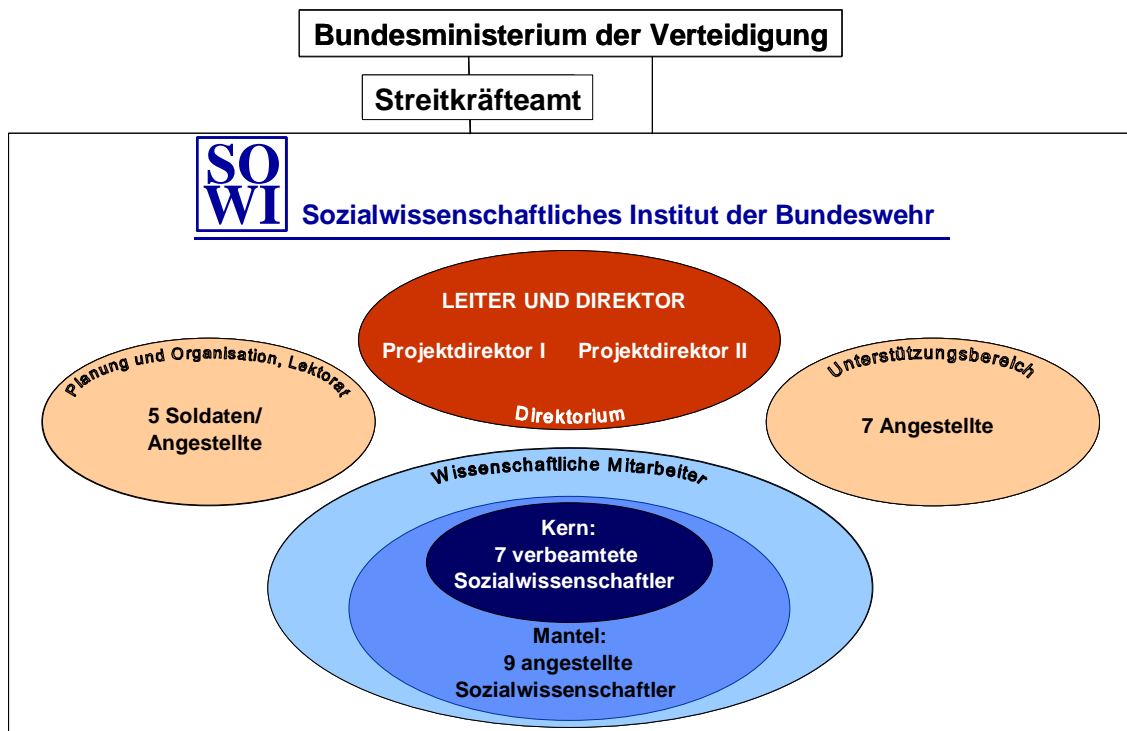 Bundesministerium der Verteidigung
Streitkräfteamt
SO
WI
Sozialwissenschaftliches Institut der Bundeswehr
LEITER UND DIREKTOR
Projektdirektor I Projektdirektor II
Direktorium
Planung und Organisation, Lektorat
5 Soldaten/
Angestellte
Unterstützungsbereich
7 Angestellte
Wissenschaftliche Mitarbeiter
Kern:
7 verbeamtete
Sozialwissenschaftler
Mantel:
9 angestellte
Sozialwissenschaftler